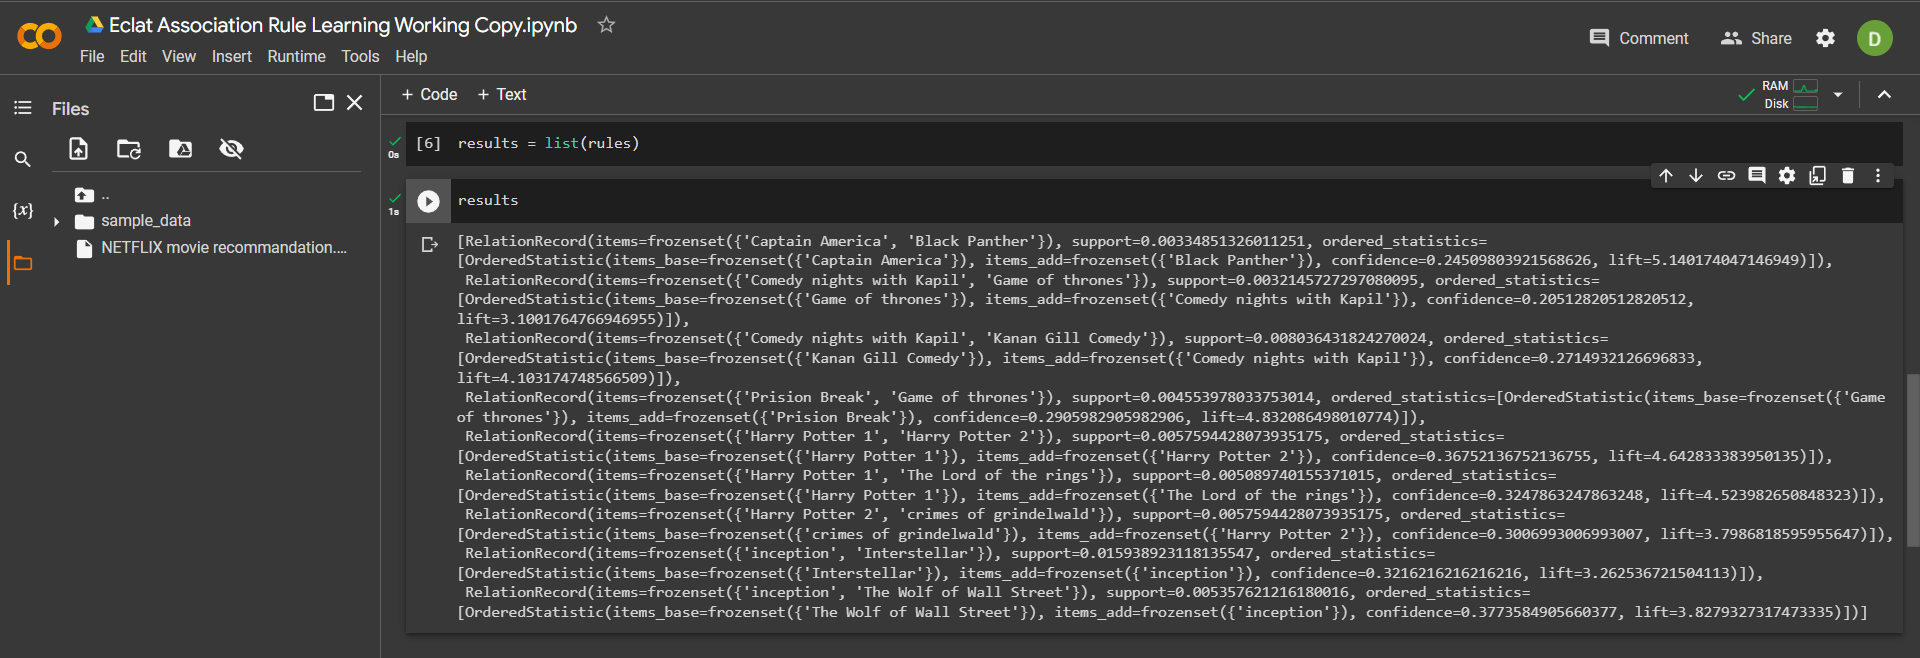 Eclat Association Rule Learning Working Copy.ipynb
File Edit View Insert Runtime Tools Help
Comment
Share
D
Files
+ Code + Text
RAM
Disk
..
sample_data
NETFLIX movie recommandation....
{x}
0s
[6] results = list(rules)
1s
results
[RelationRecord(items=frozenset({'Captain America', 'Black Panther'}), support=0.00334851326011251, ordered_statistics=
[OrderedStatistic(items_base=frozenset({'Captain America'}), items_add=frozenset({'Black Panther'}), confidence=0.24509803921568626, lift=5.140174047146949)]),
RelationRecord(items=frozenset({'Comedy nights with Kapil', 'Game of thrones'}), support=0.0032145727297080095, ordered_statistics=
[OrderedStatistic(items_base=frozenset({'Game of thrones'}), items_add=frozenset({'Comedy nights with Kapil'}), confidence=0.20512820512820512,
lift=3.1001764766946955)]),
RelationRecord(items=frozenset({'Comedy nights with Kapil', 'Kanan Gill Comedy'}), support=0.008036431824270024, ordered_statistics=
[OrderedStatistic(items_base=frozenset({'Kanan Gill Comedy'}), items_add=frozenset({'Comedy nights with Kapil'}), confidence=0.2714932126696833,
lift=4.103174748566509)]),
RelationRecord(items=frozenset({'Prision Break', 'Game of thrones'}), support=0.004553978033753014, ordered_statistics=[OrderedStatistic(items_base=frozenset({'Game
of thrones'}), items_add=frozenset({'Prision Break'}), confidence=0.2905982905982906, lift=4.832086498010774)]),
RelationRecord(items=frozenset({'Harry Potter 1', 'Harry Potter 2'}), support=0.0057594428073935175, ordered_statistics=
[OrderedStatistic(items_base=frozenset({'Harry Potter 1'}), items_add=frozenset({'Harry Potter 2'}), confidence=0.36752136752136755, lift=4.642833383950135)]),
RelationRecord(items=frozenset({'Harry Potter 1', 'The Lord of the rings'}), support=0.005089740155371015, ordered_statistics=
[OrderedStatistic(items_base=frozenset({'Harry Potter 1'}), items_add=frozenset({'The Lord of the rings'}), confidence=0.3247863247863248, lift=4.523982650848323)]),
RelationRecord(items=frozenset({'Harry Potter 2', 'crimes of grindelwald'}), support=0.0057594428073935175, ordered_statistics=
[OrderedStatistic(items_base=frozenset({'crimes of grindelwald'}), items_add=frozenset({'Harry Potter 2'}), confidence=0.3006993006993007, lift=3.7986818595955647)]),
RelationRecord(items=frozenset({'inception', 'Interstellar'}), support=0.015938923118135547, ordered_statistics=
[OrderedStatistic(items_base=frozenset({'Interstellar'}), items_add=frozenset({'inception'}), confidence=0.3216216216216216, lift=3.262536721504113)]),
RelationRecord(items=frozenset({'inception', 'The Wolf of Wall Street'}), support=0.005357621216180016, ordered_statistics=
[OrderedStatistic(items_base=frozenset({'The Wolf of Wall Street'}), items_add=frozenset({'inception'}), confidence=0.3773584905660377, lift=3.8279327317473335)])]